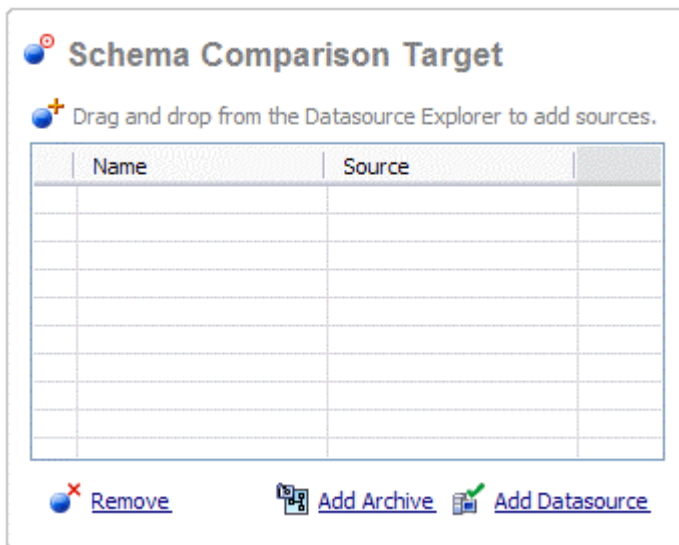 Schema Comparison Target
Drag and drop from the Datasource Explorer to add sources.
Name Source
Remove Add Archive Add Datasource